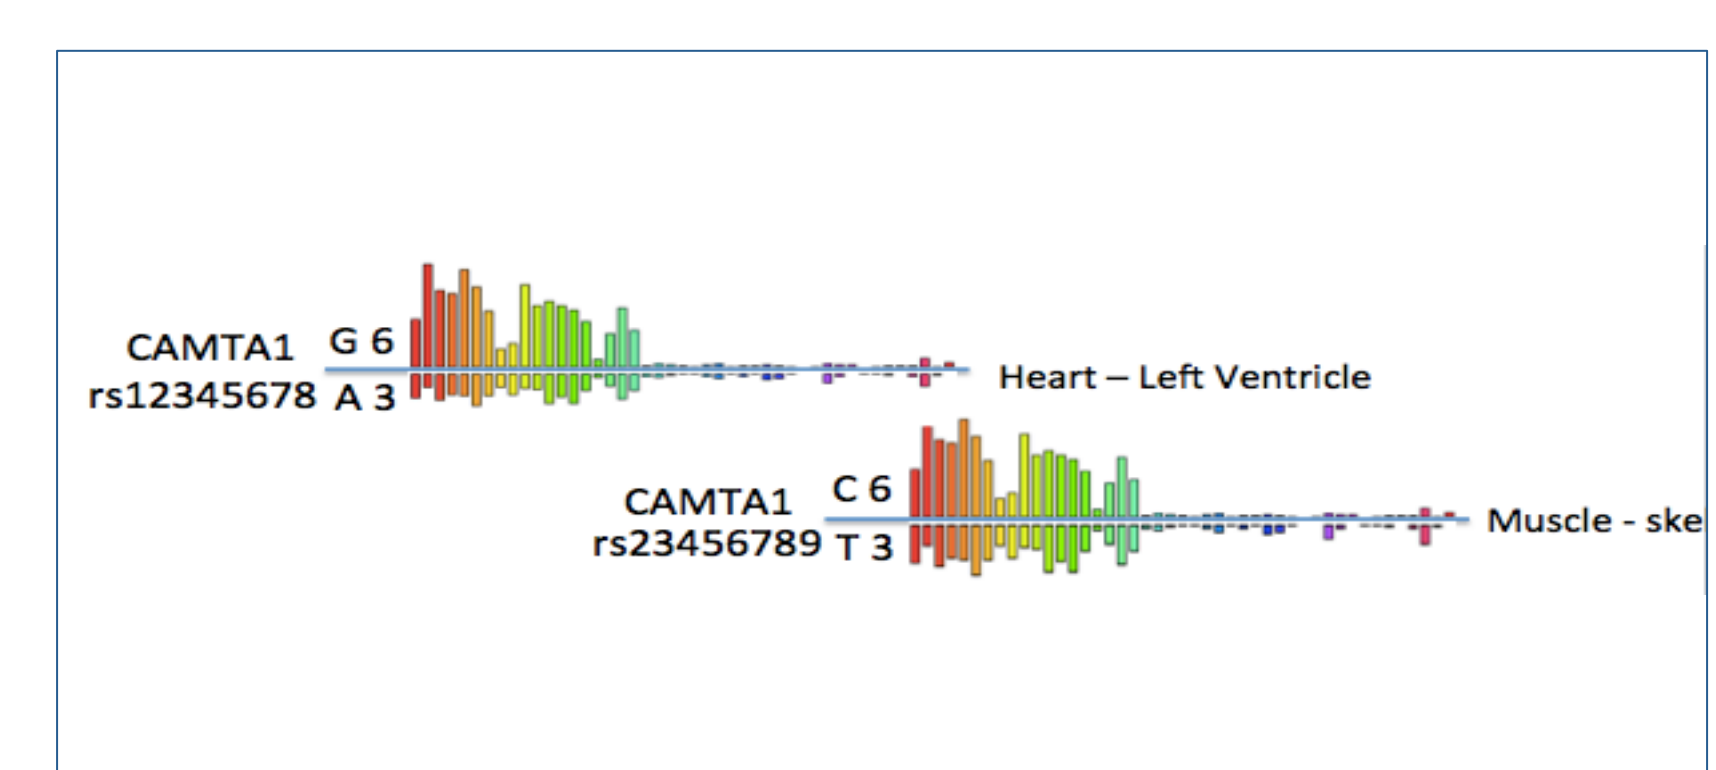 CAMTA1 G 6
rs12345678 A 3
Heart – Left Ventricle
CAMTA1 C 6
rs23456789 T 3
Muscle - ske